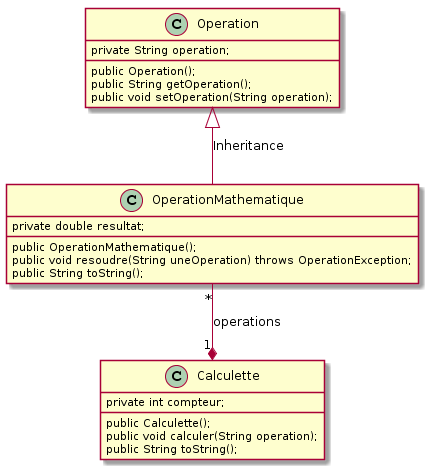 C Operation
private String operation;
public Operation();
public String getOperation();
public void setOperation(String operation);
Inheritance
C OperationMathematique
private double resultat;
public OperationMathematique();
public void resoudre(String uneOperation) throws OperationException;
public String toString();
*
operations
1
C Calculette
private int compteur;
public Calculette();
public void calculer(String operation);
public String toString();